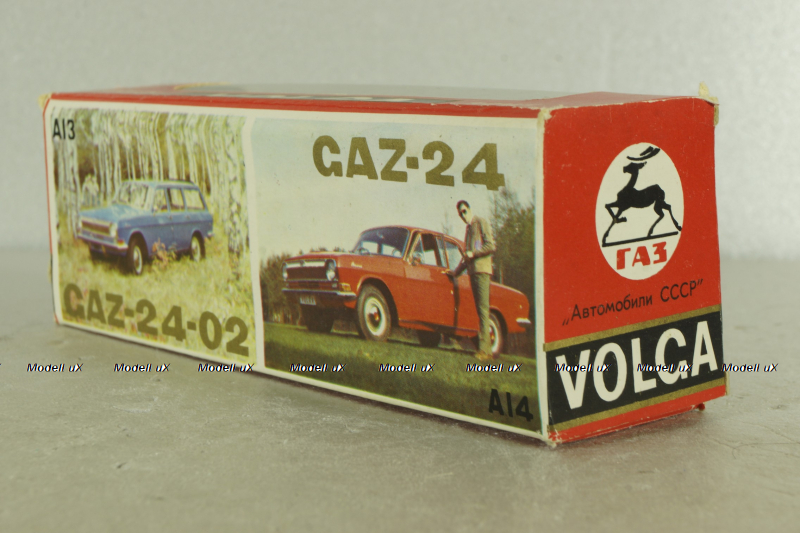 A13
GAZ-24-02
GAZ-24
A14
ГАЗ
„Автомобили СССР"
VOLGA
Modell uX Modell uX Modell uX Modell uX Modell uX Modell uX Modell uX Modell uX Modell uX